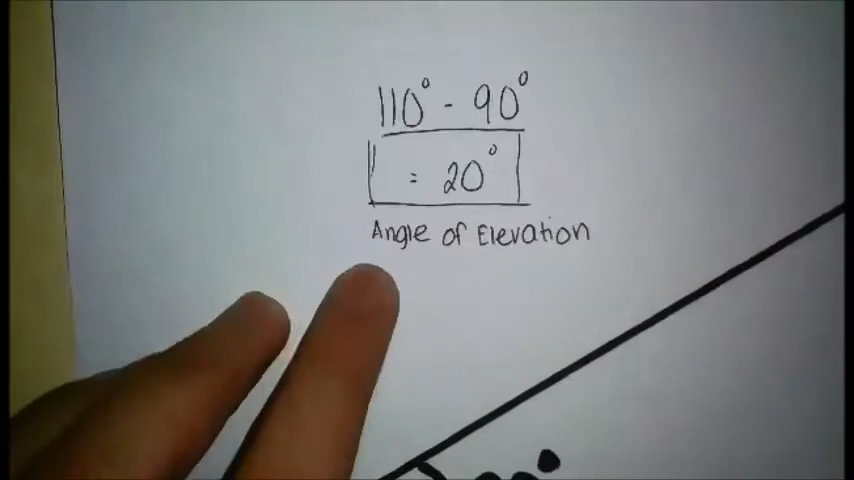 110° - 90°
= 20°
Angle of Elevation